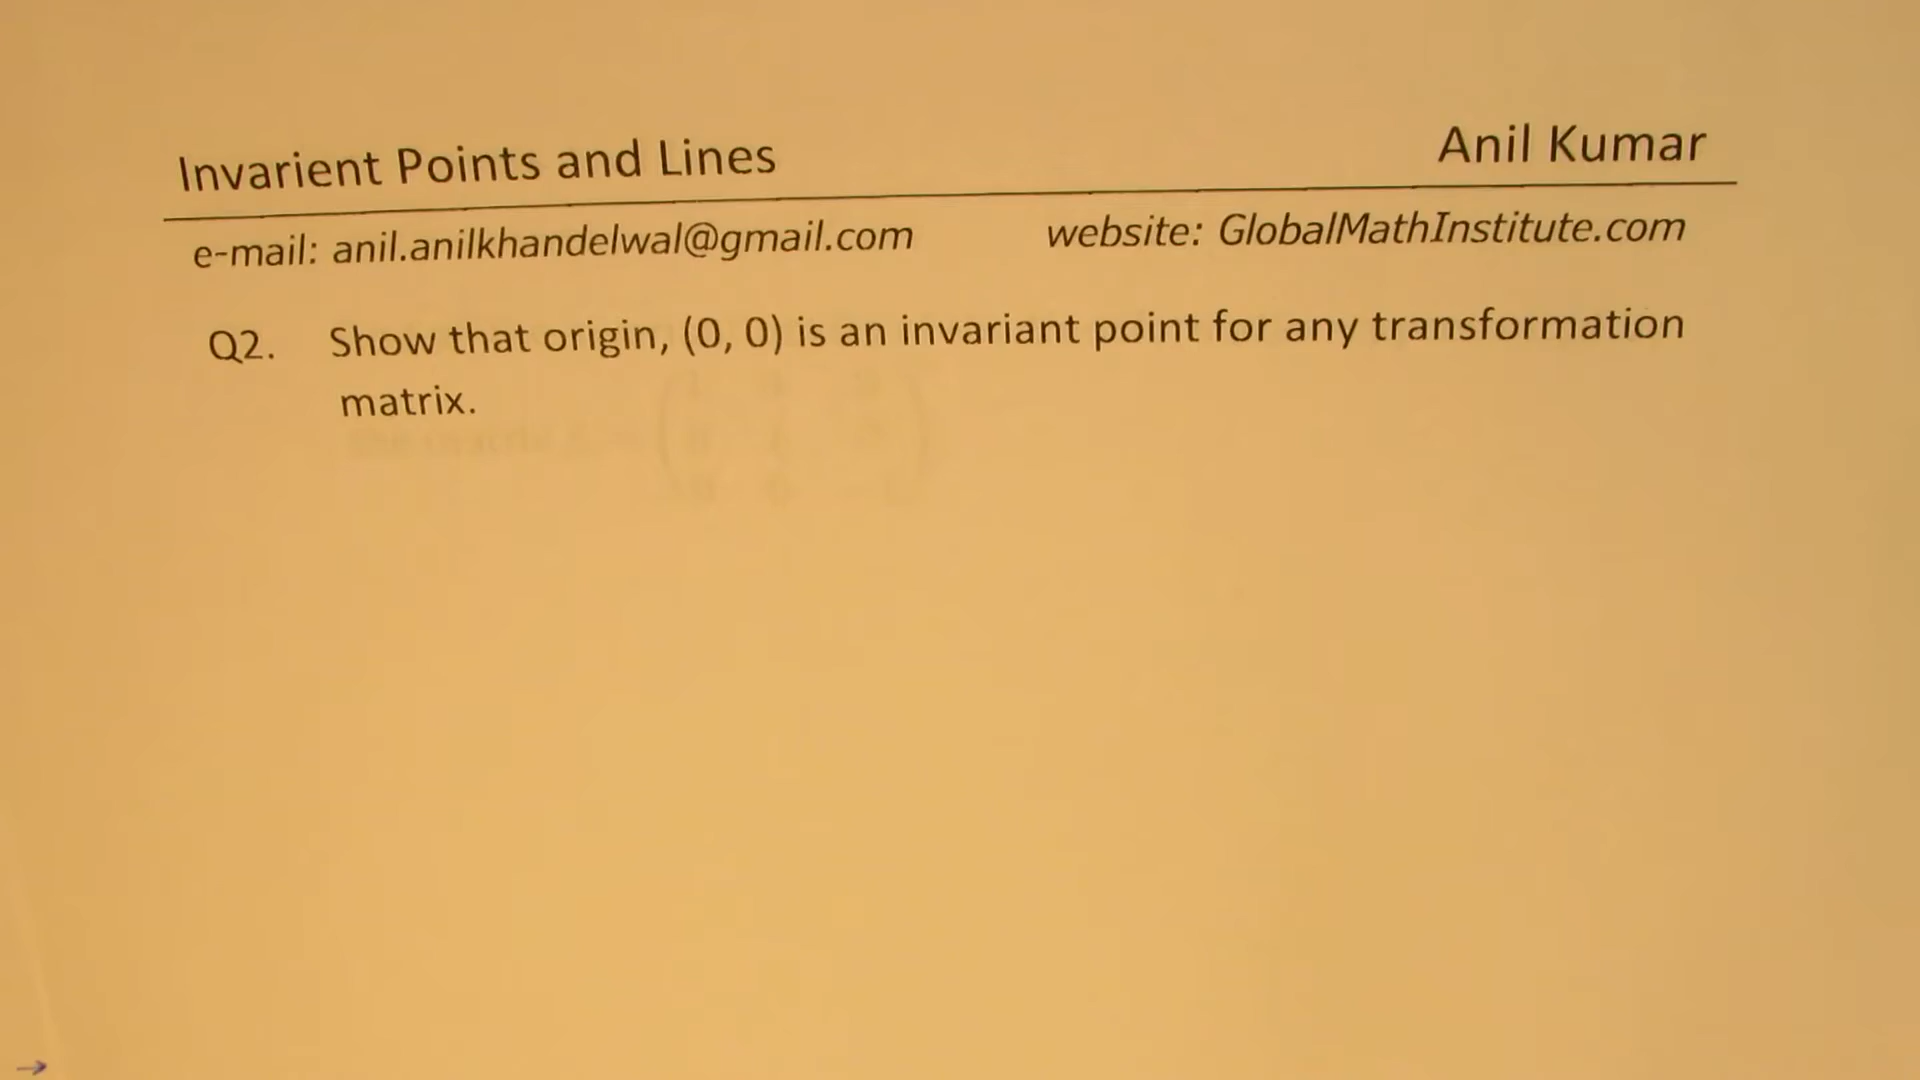 Invarient Points and Lines Anil Kumar
e-mail: anil.anilkhandelwal@gmail.com website: GlobalMathInstitute.com
Q2. Show that origin, (0, 0) is an invariant point for any transformation
matrix.